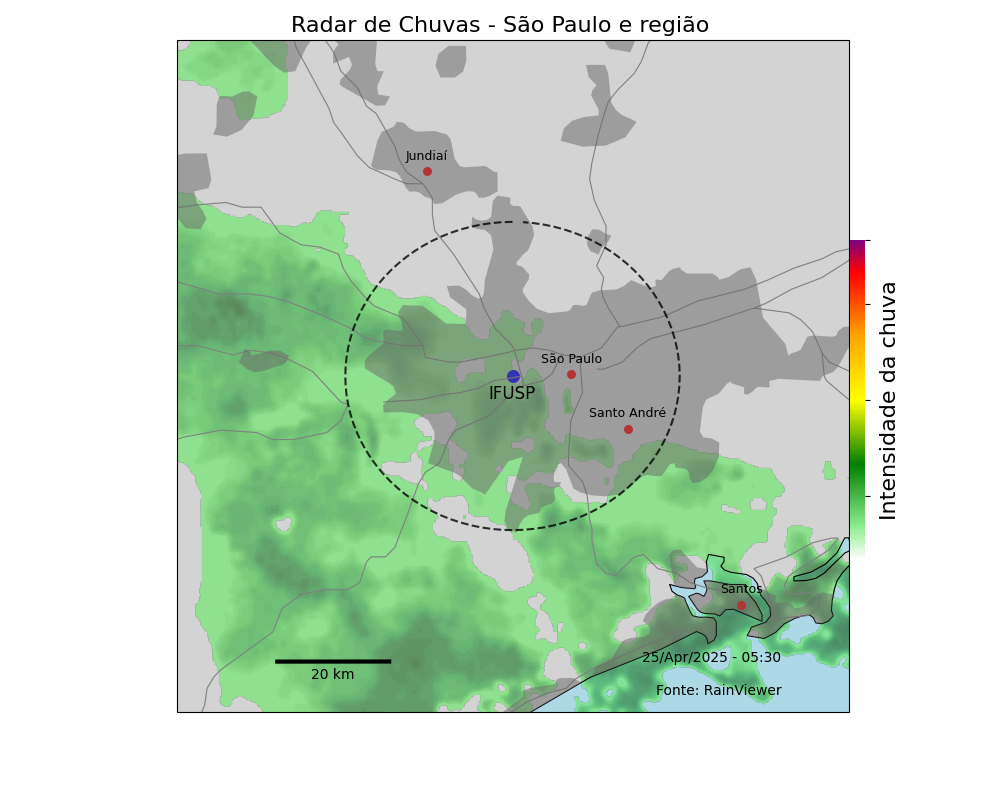 Radar de Chuvas - São Paulo e região
Jundiaí
São Paulo
IFUSP
Santo André
Intensidade da chuva
Santos
25/Apr/2025 - 05:30
20 km
Fonte: RainViewer